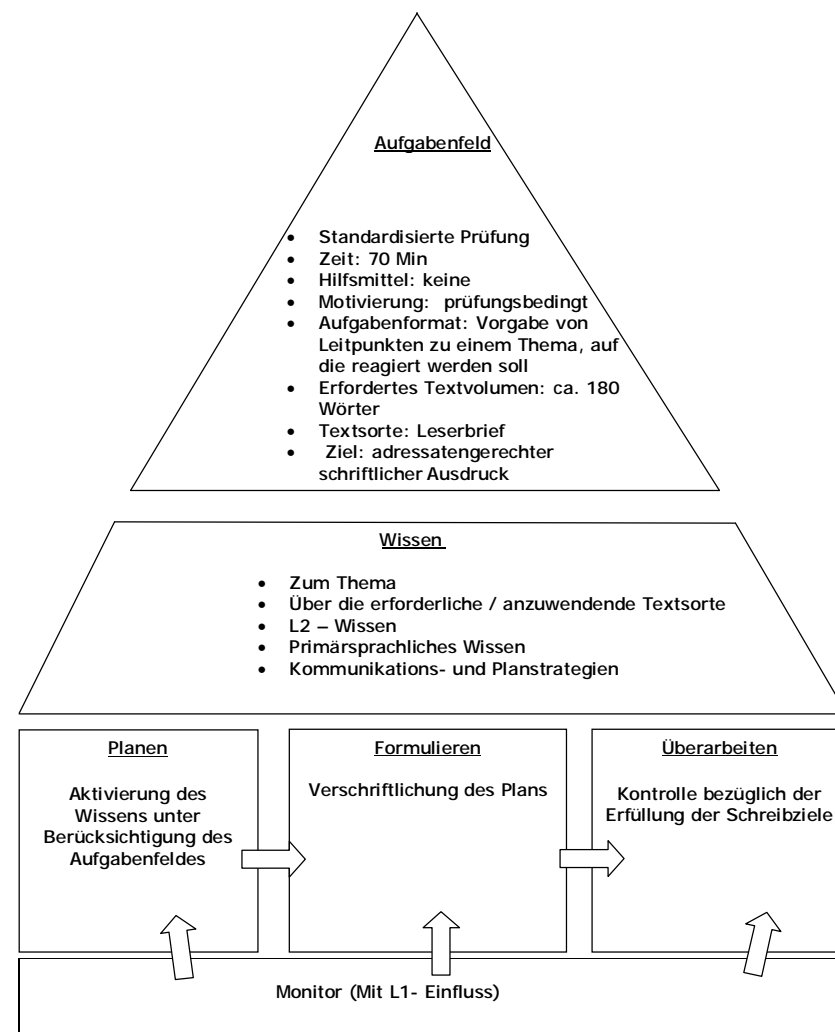 Aufgabenfeld
• Standardisierte Prüfung
• Zeit: 70 Min
• Hilfsmittel: keine
• Motivierung: prüfungsbedingt
• Aufgabenformat: Vorgabe von
Leitpunkten zu einem Thema, auf
die reagiert werden soll
• Erfordertes Textvolumen: ca. 180
Wörter
• Textsorte: Leserbrief
• Ziel: adressatengerechter
schriftlicher Ausdruck
Wissen
• Zum Thema
• Über die erforderliche / anzuwendende Textsorte
• L2 – Wissen
• Primärsprachliches Wissen
• Kommunikations- und Planstrategien
Planen
Aktivierung des
Wissens unter
Berücksichtigung des
Aufgabenfeldes
Formulieren
Verschriftlichung des Plans
Überarbeiten
Kontrolle bezüglich der
Erfüllung der Schreibziele
Monitor (Mit L1- Einfluss)